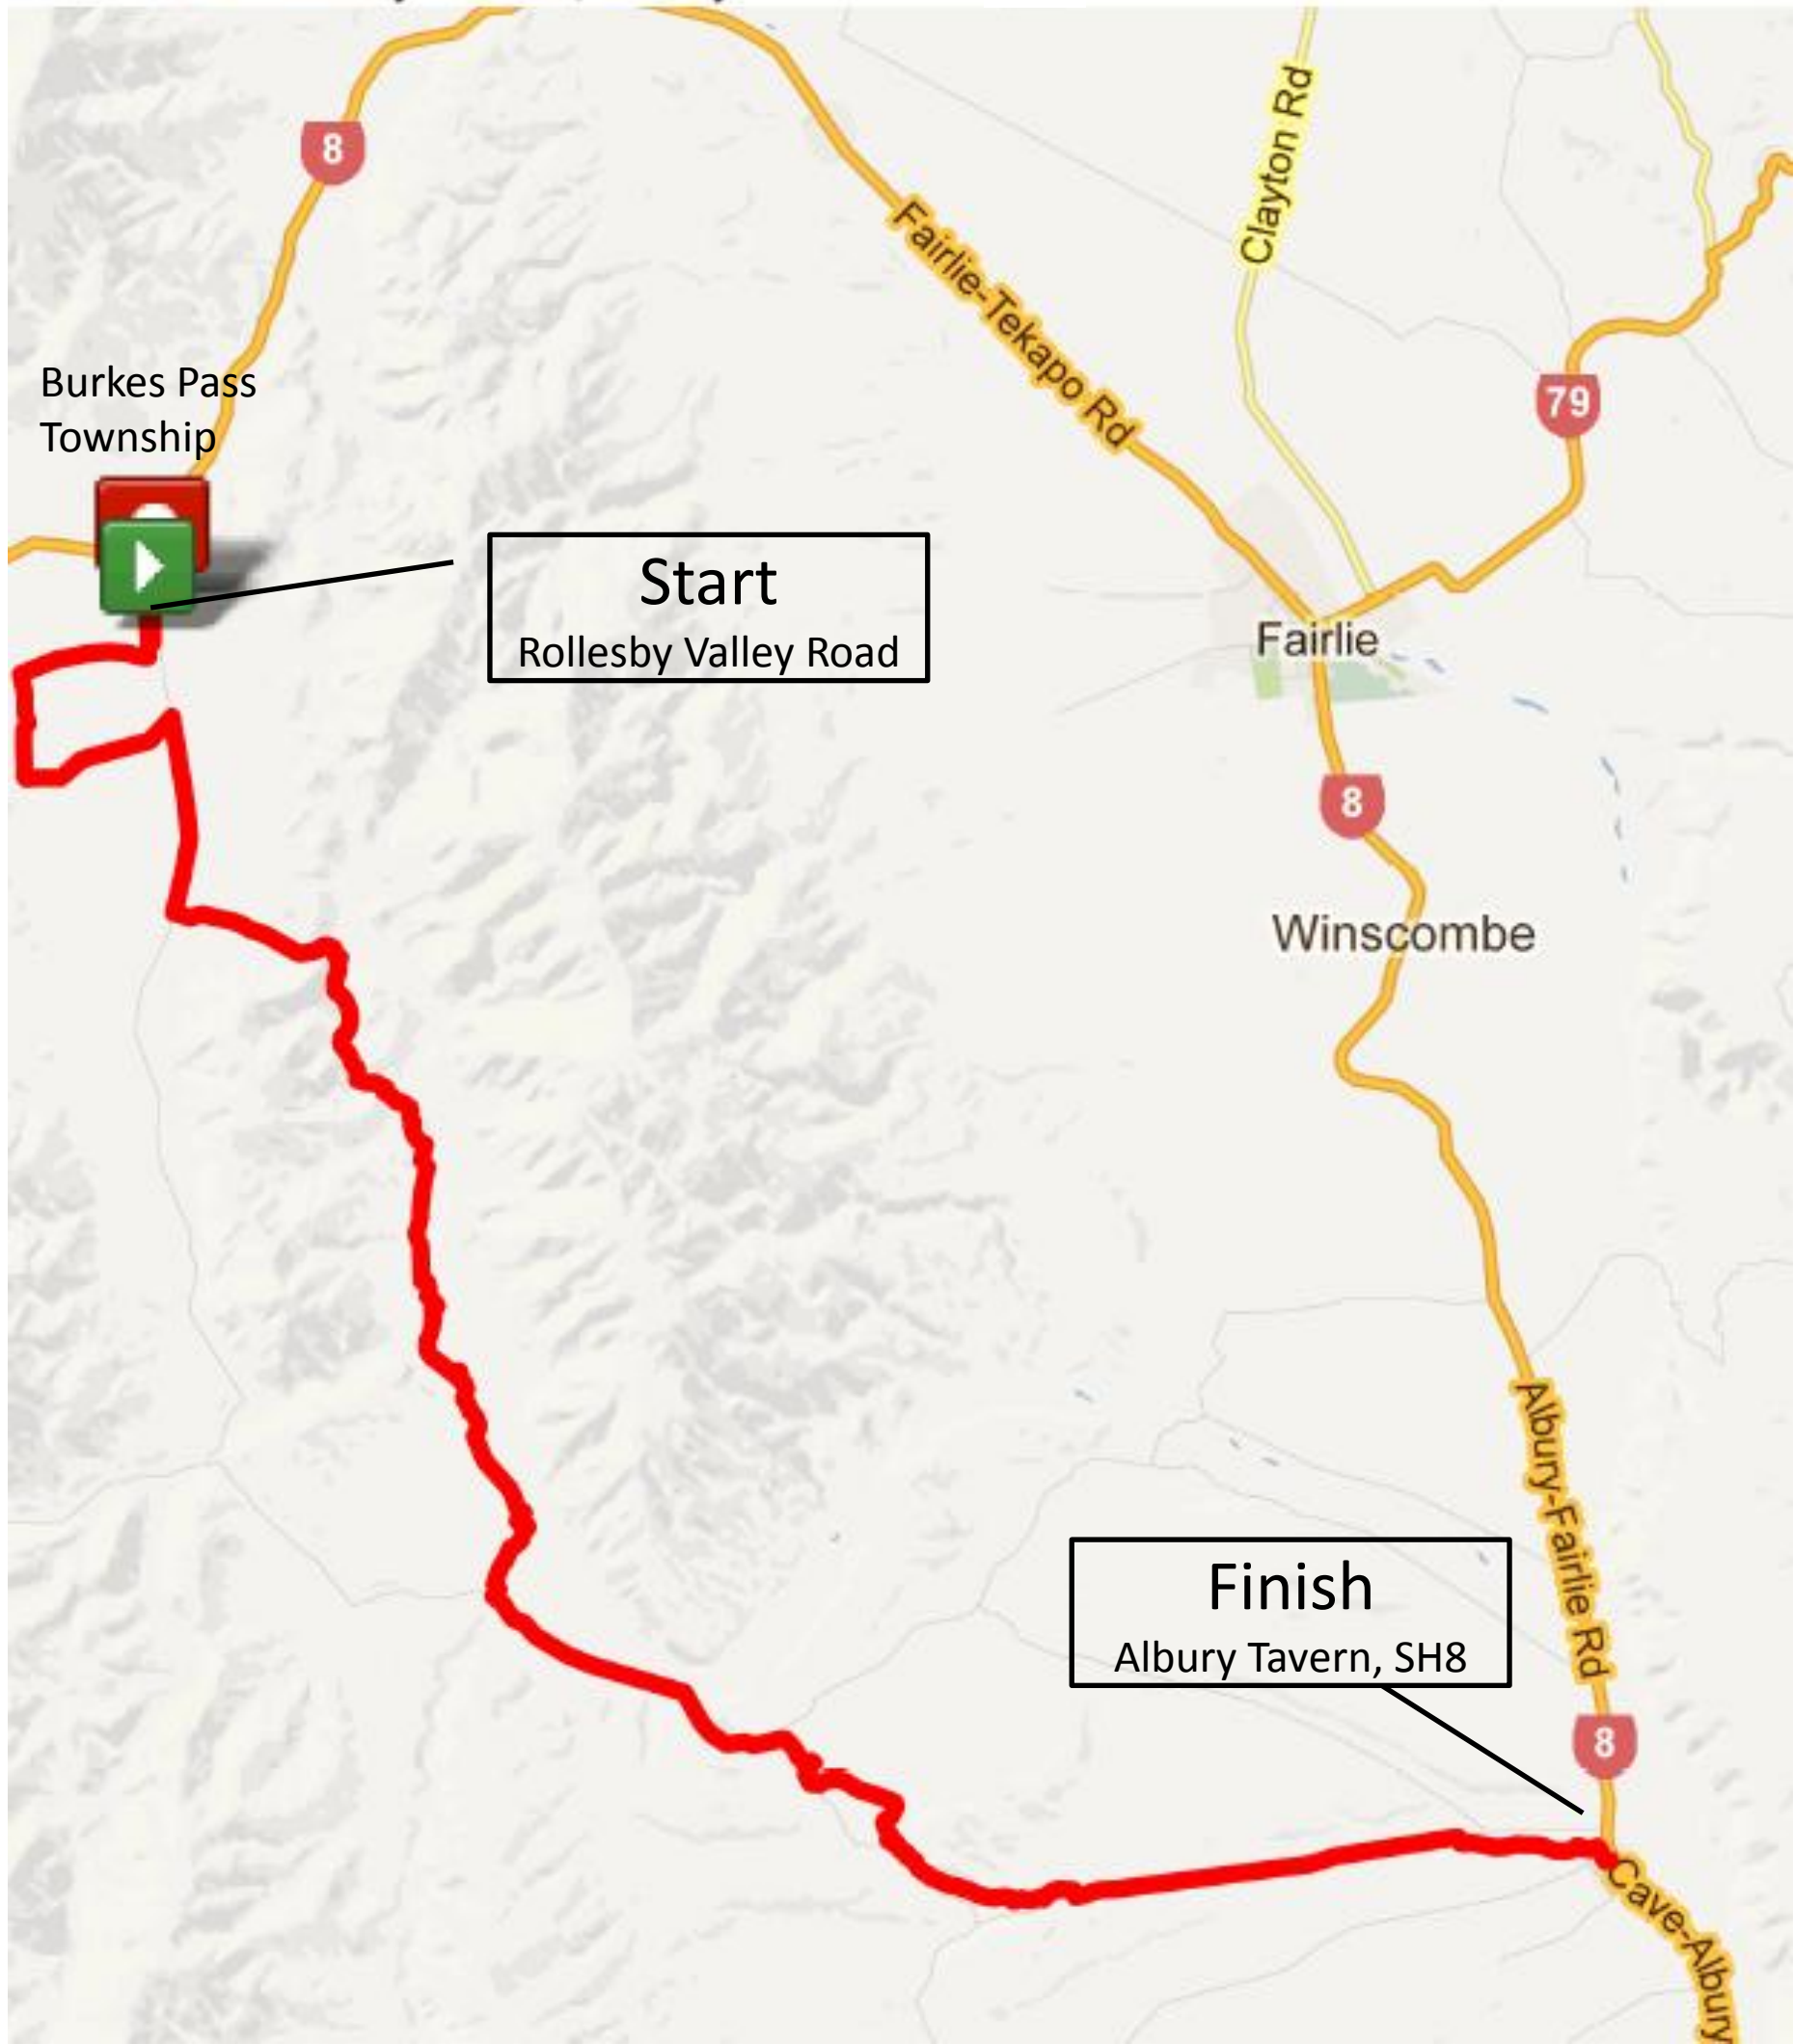 Clayton Rd
8
Fairlie-Tekapo Rd
Burkes Pass
Township
79
Start
Rollesby Valley Road
Fairlie
8
Winscombe
Albury-Fairlie Rd
Finish
Albury Tavern, SH8
8
Cave-Albury